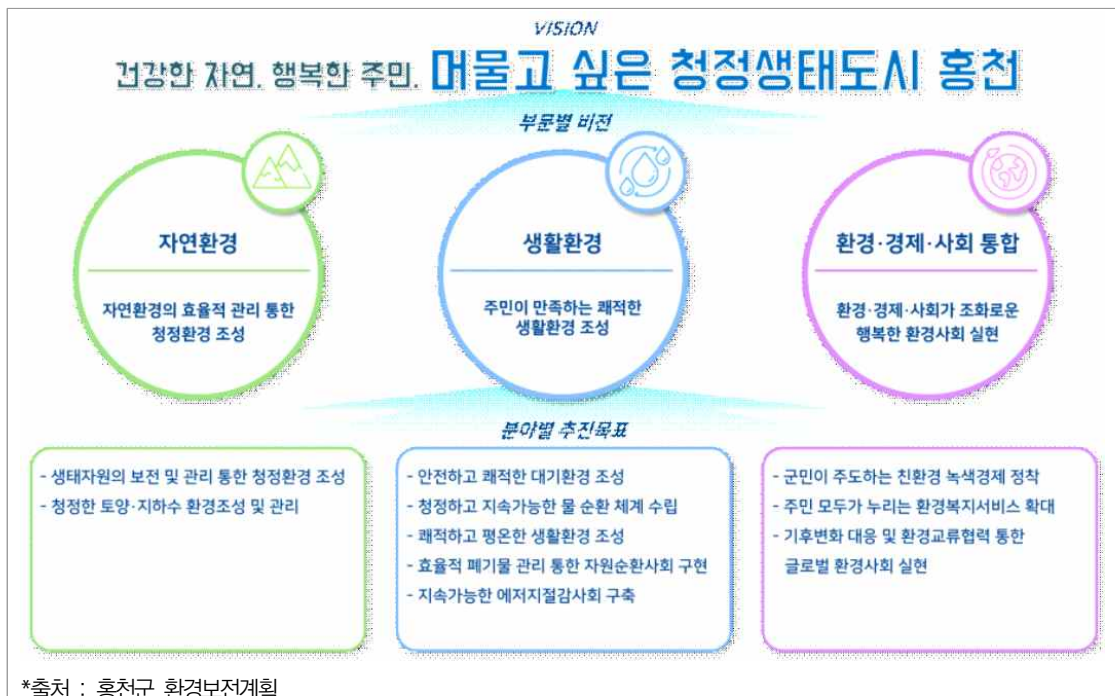 VISION
건강한 자연. 행복한 주민. 머물고 싶은 청정생태도시 홍천
부문별 비전
자연환경
자연환경의 효율적 관리 통한
청정환경 조성
생활환경
주민이 만족하는 쾌적한
생활환경 조성
환경·경제·사회 통합
환경·경제·사회가 조화로운
행복한 환경사회 실현
분야별 추진목표
- 생태자원의 보전 및 관리 통한 청정환경 조성
- 청정한 토양·지하수 환경조성 및 관리
- 안전하고 쾌적한 대기환경 조성
- 청정하고 지속가능한 물 순환 체계 수립
- 쾌적하고 평온한 생활환경 조성
- 효율적 폐기물 관리 통한 자원순환사회 구현
- 지속가능한 에저지절감사회 구축
- 군민이 주도하는 친환경 녹색경제 정착
- 주민 모두가 누리는 환경복지서비스 확대
- 기후변화 대응 및 환경교류협력 통한
글로벌 환경사회 실현
*출처 : 홍천군 환경보전계획